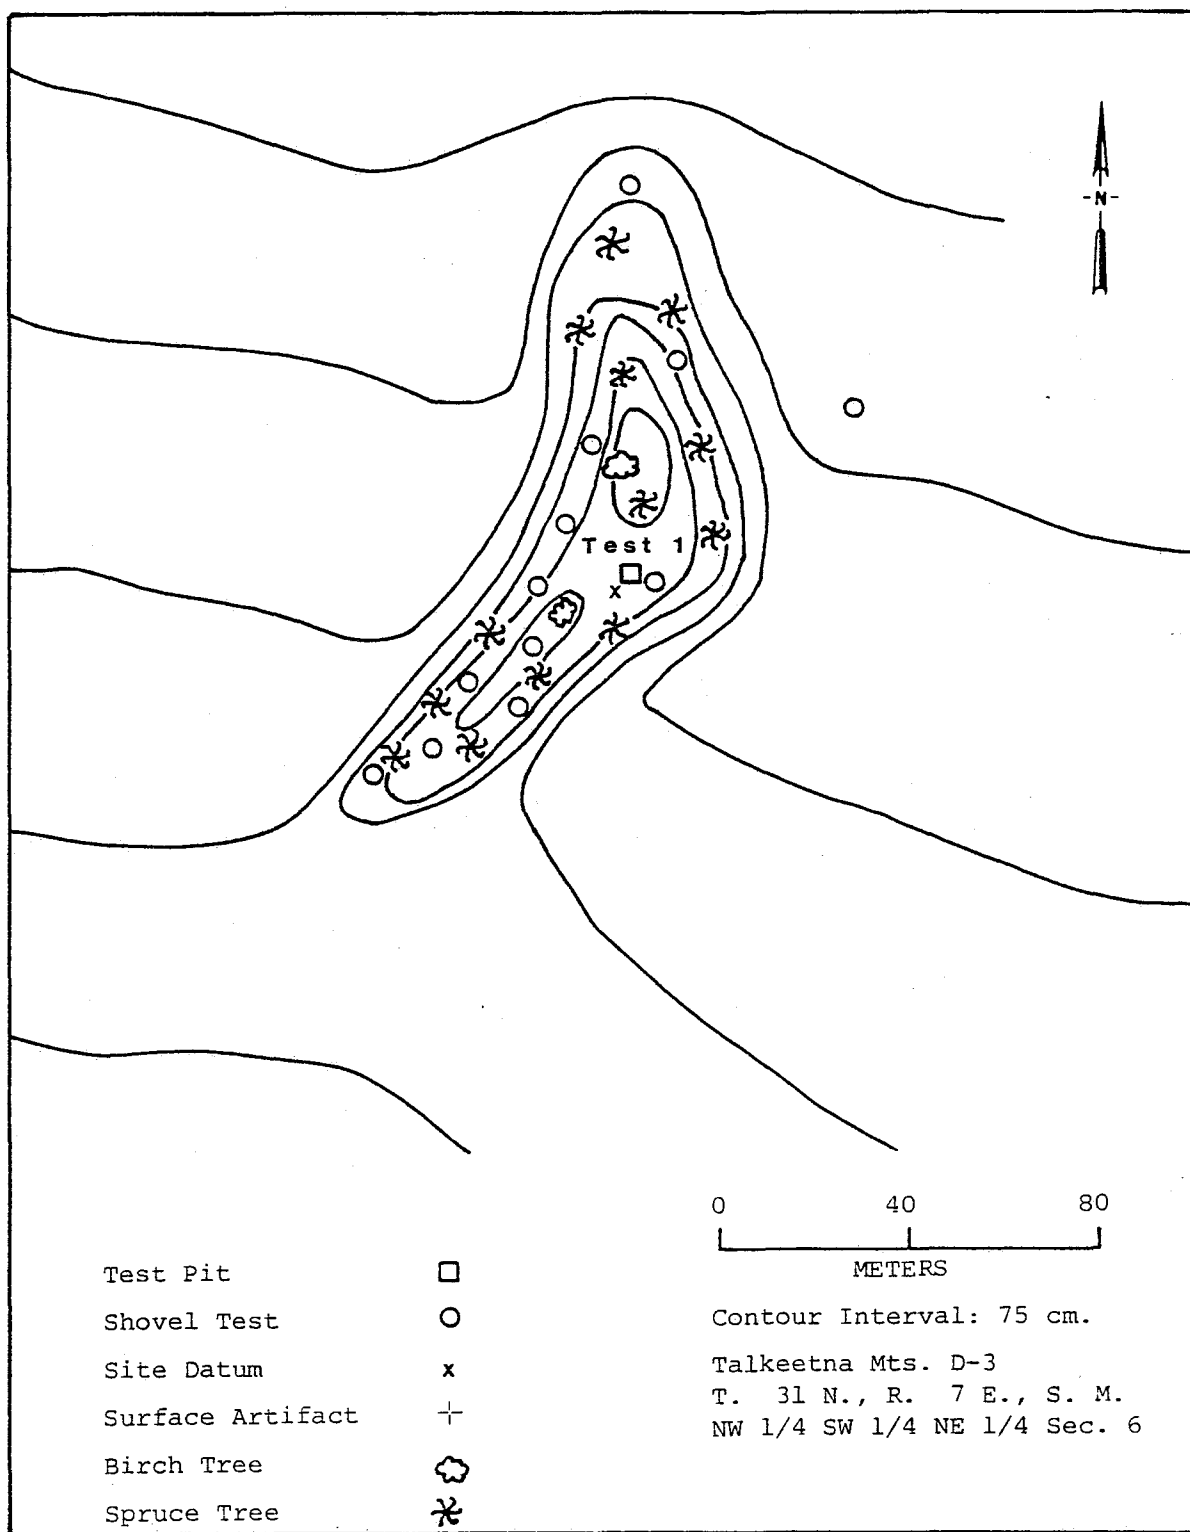 -N-
Test 1
x
0 40 80
METERS
Test Pit
Shovel Test
Site Datum x
Surface Artifact
Birch Tree
Spruce Tree
Contour Interval: 75 cm.
Talkeetna Mts. D-3
T. 31 N., R. 7 E., S. M.
NW 1/4 SW 1/4 NE 1/4 Sec. 6